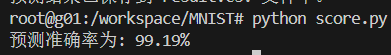 root@g01:/workspace/MNIST# python score.py
预测准确率为: 99.19%